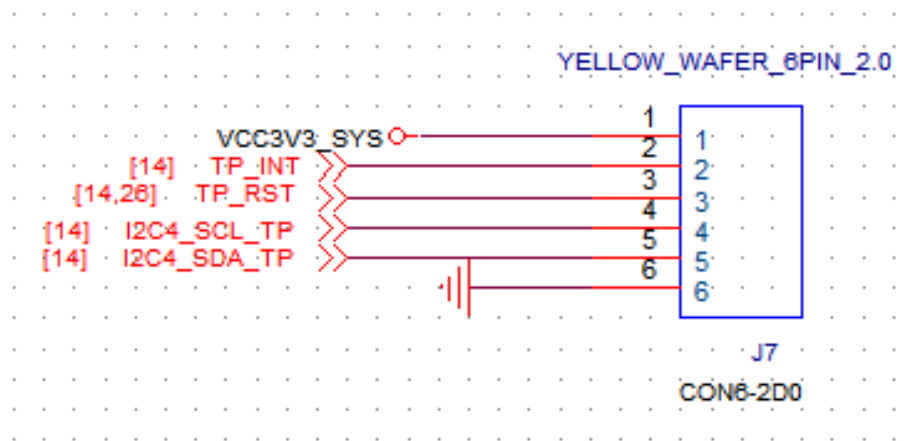 YELLOW_WAFER_6PIN_2.0
VCC3V3_SYS 1 1
[14] TP_INT 2 2
[14,26] TP_RST 3 3
[14] I2C4_SCL_TP 4 4
[14] I2C4_SDA_TP 5 5
6 6
J7
CON6-2D0